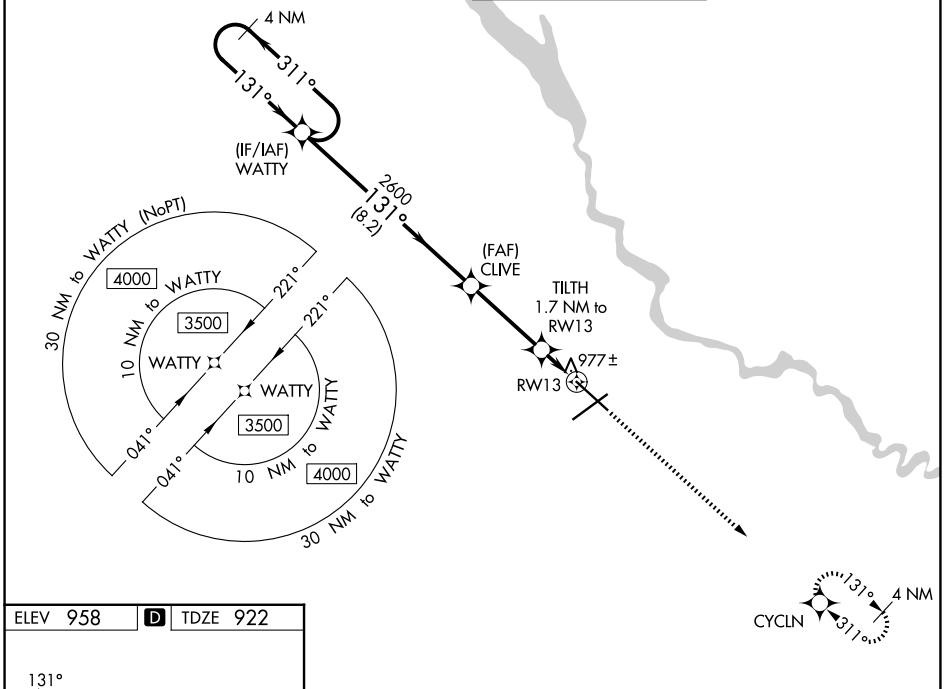 4 NM
311°
131°
(IF/IAF)
WATTY
2600
131°
(8.2)
(FAF)
CLIVE
TILTH
1.7 NM to
RW13
977±
RW13
30 NM to WATTY (NoPT)
4000
10 NM to WATTY
3500
221°
WATTY
041°
221°
WATTY
3500
041°
10 NM to WATTY
4000
30 NM to WATTY
131°
4 NM
CYCLN
311°
ELEV 958 D TDZE 922
131°